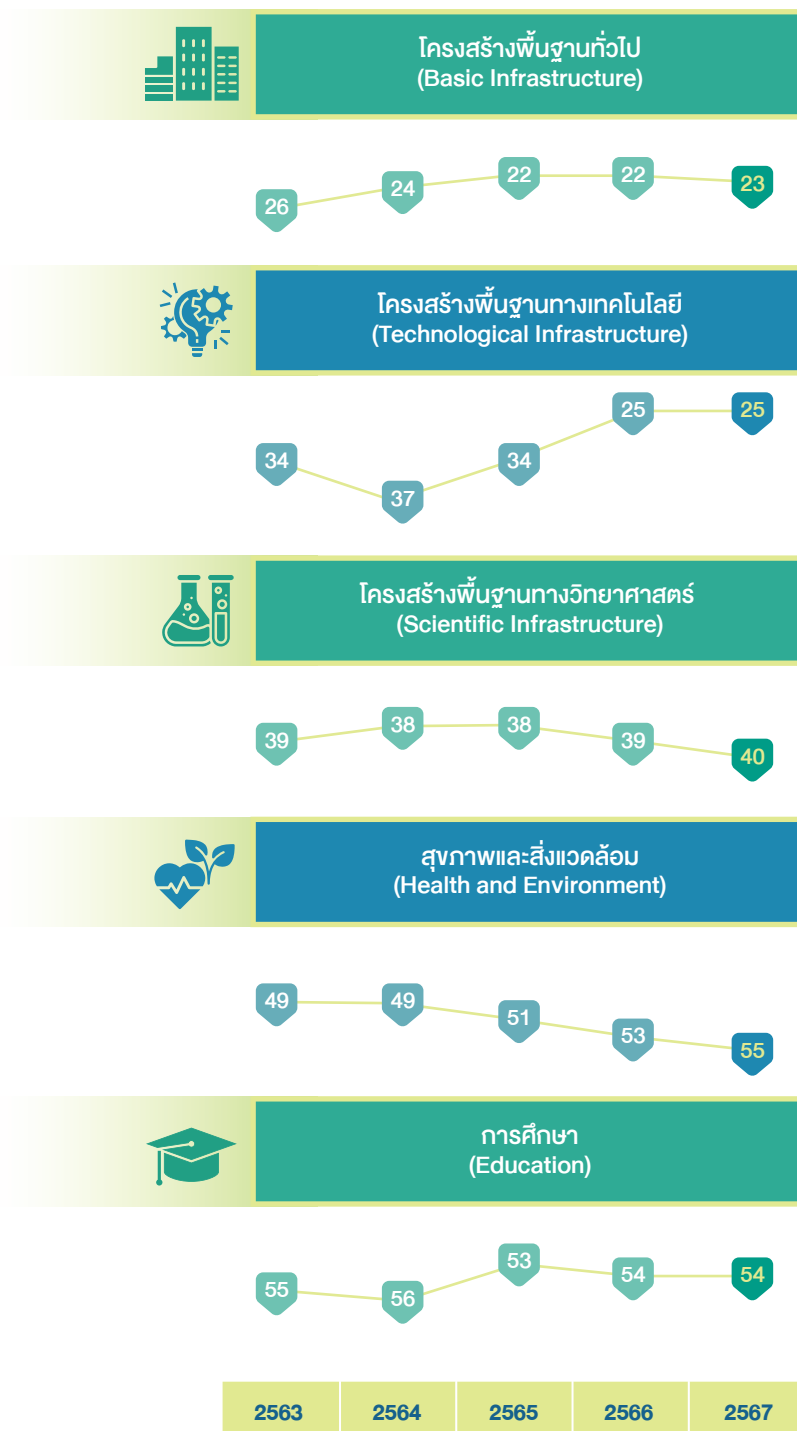 โครงสร้างพื้นฐานทั่วไป
(Basic Infrastructure)
26 24 22 22 23
โครงสร้างพื้นฐานทางเทคโนโลยี
(Technological Infrastructure)
34 37 34 25 25
โครงสร้างพื้นฐานทางวิทยาศาสตร์
(Scientific Infrastructure)
39 38 38 39 40
สุขภาพและสิ่งแวดล้อม
(Health and Environment)
49 49 51 53 55
การศึกษา
(Education)
55 56 53 54 54
2563 2564 2565 2566 2567